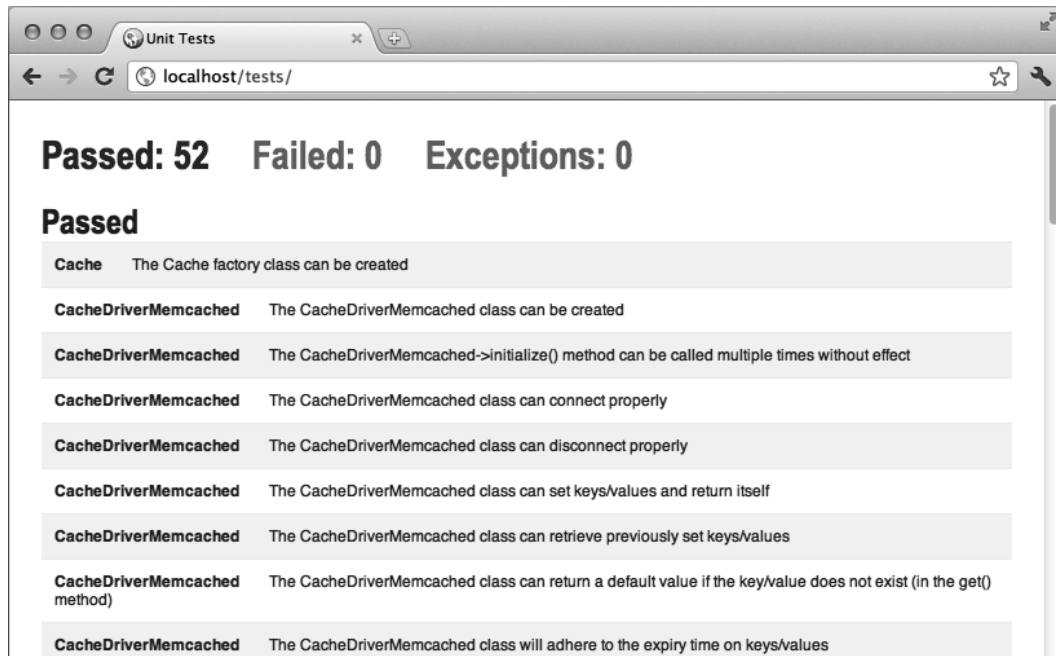 Unit Tests
localhost/tests/
Passed: 52 Failed: 0 Exceptions: 0
Passed
Cache The Cache factory class can be created
CacheDriverMemcached The CacheDriverMemcached class can be created
CacheDriverMemcached The CacheDriverMemcached->initialize() method can be called multiple times without effect
CacheDriverMemcached The CacheDriverMemcached class can connect properly
CacheDriverMemcached The CacheDriverMemcached class can disconnect properly
CacheDriverMemcached The CacheDriverMemcached class can set keys/values and return itself
CacheDriverMemcached The CacheDriverMemcached class can retrieve previously set keys/values
CacheDriverMemcached The CacheDriverMemcached class can return a default value if the key/value does not exist (in the get()
method)
CacheDriverMemcached The CacheDriverMemcached class will adhere to the expiry time on keys/values